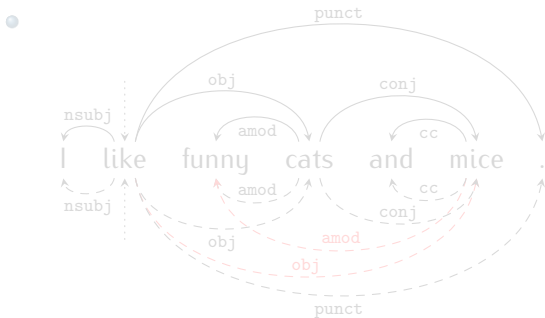 punct
obj
conj
nsubj
amod
cc
I like funny cats and mice .
amod
cc
nsubj
conj
obj
amod
obj
punct